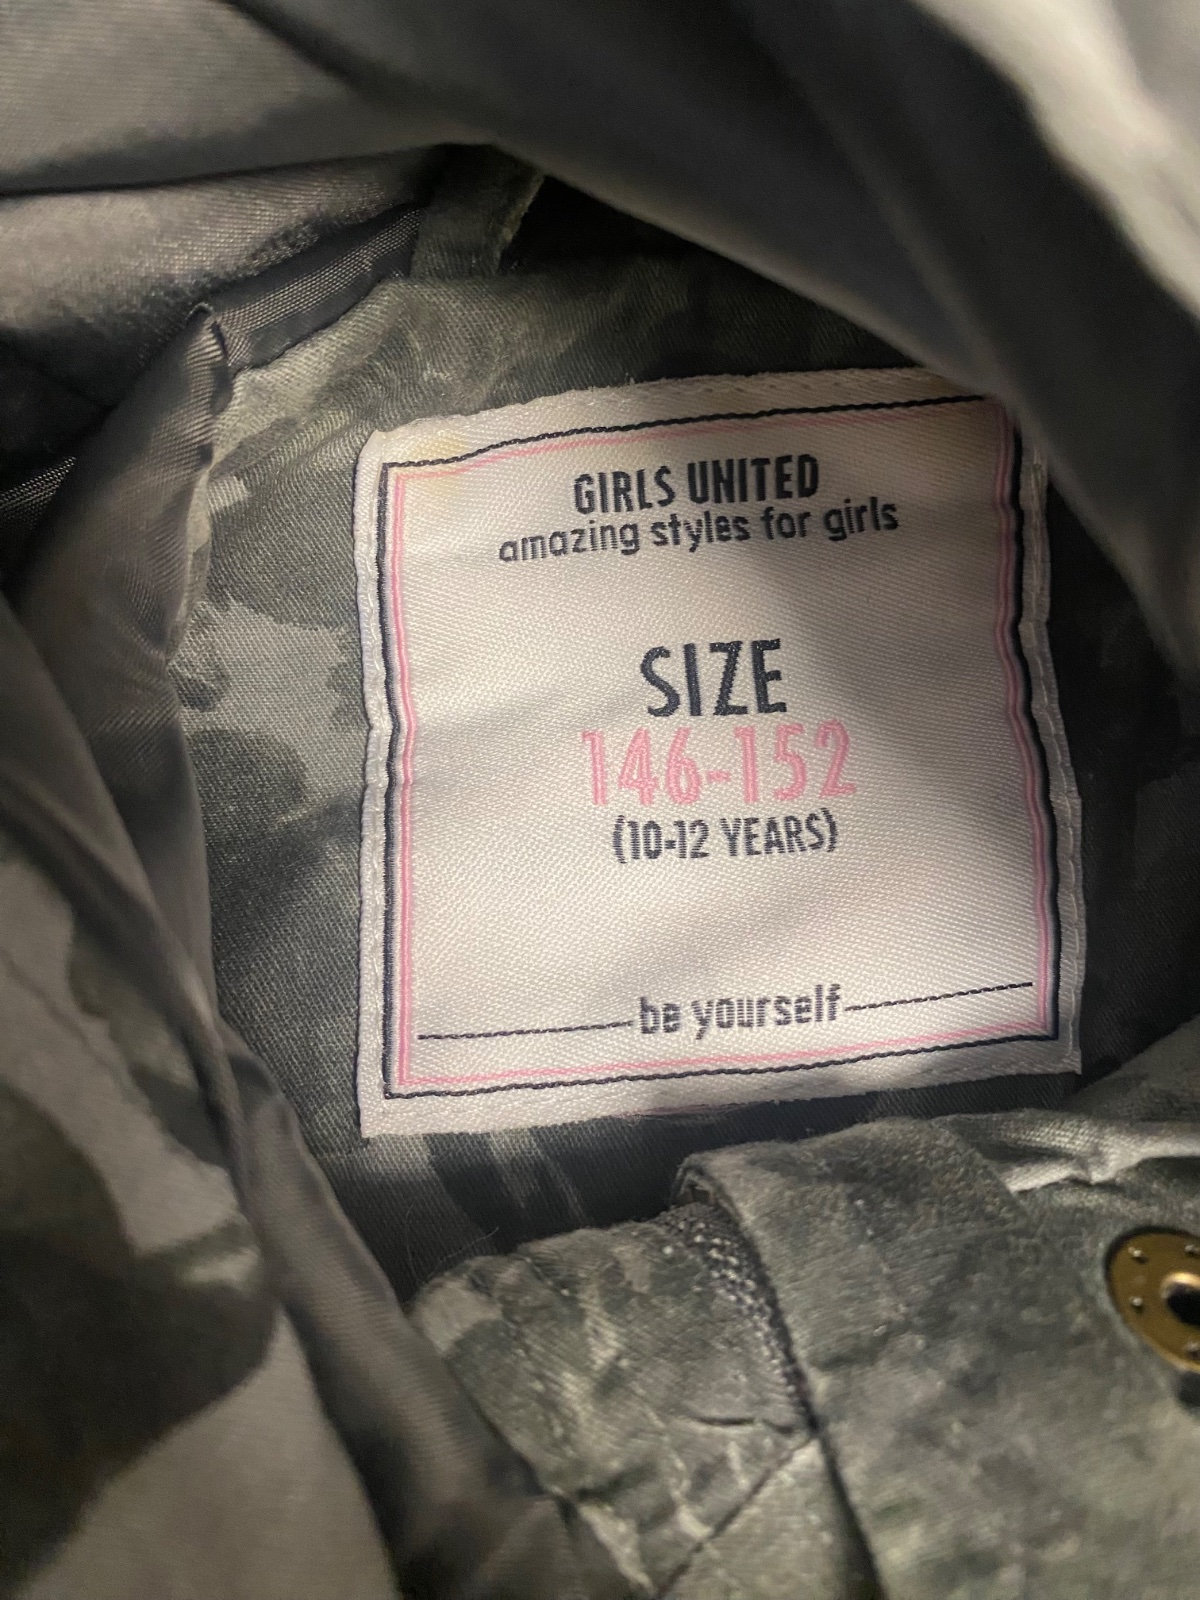 GIRLS UNITED
amazing styles for girls
SIZE
146-152
(10-12 YEARS)
be yourself